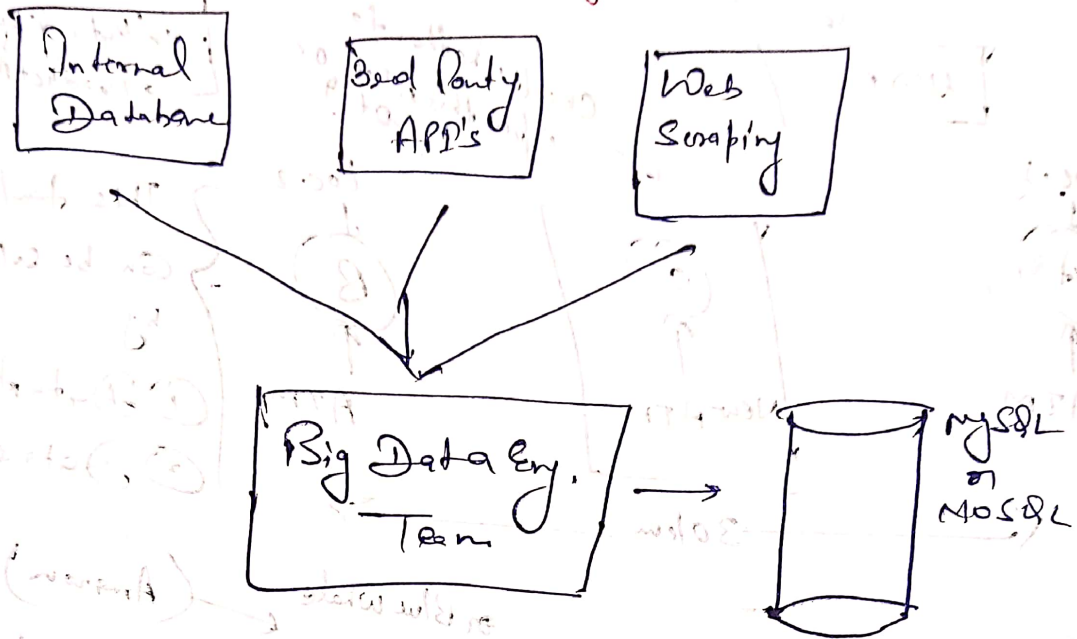 Internal
Database
3rd Party
API's
Web
Scraping
Big Data Eng.
Team
MySQL
or
NOSQL